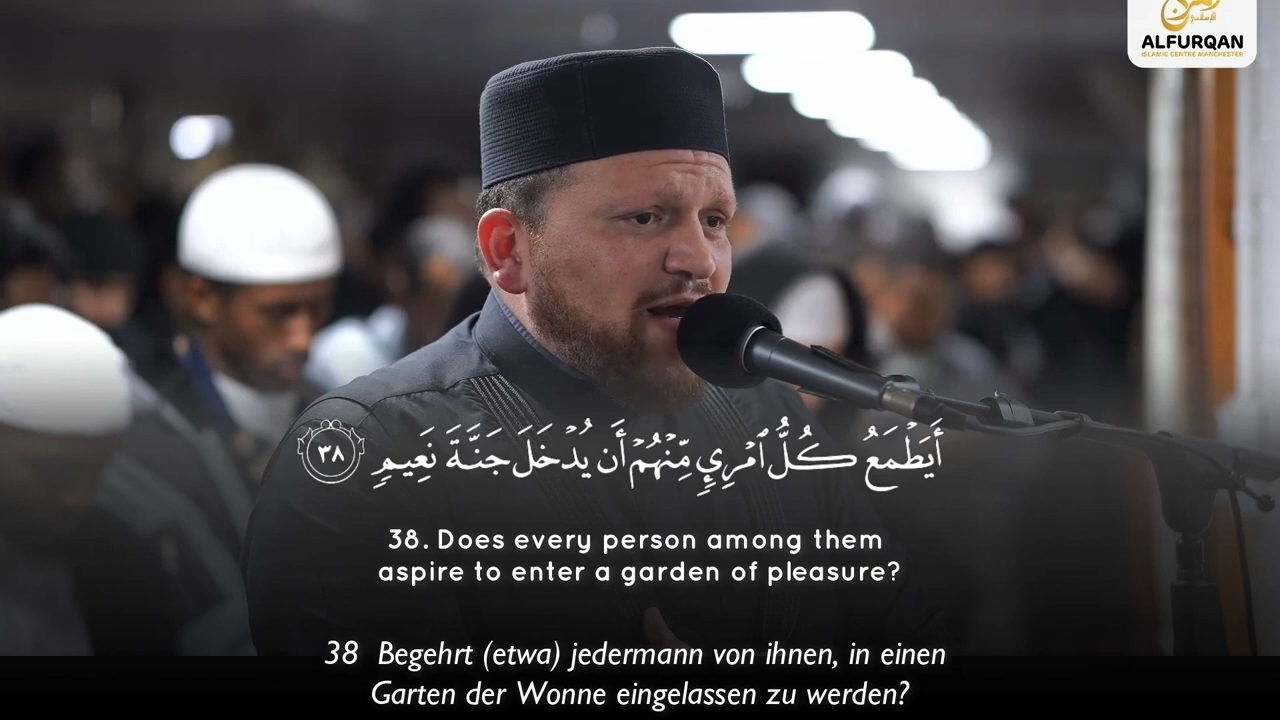 ALFURQAN
ISLAMIC CENTRE MANCHESTER
أَيَطْمَعُ كُلُّ ٱمْرِئٍ مِّنْهُمْ أَن يُدْخَلَ جَنَّةَ نَعِيمٍ ٣٨
38. Does every person among them
aspire to enter a garden of pleasure?
38 Begehrt (etwa) jedermann von ihnen, in einen
Garten der Wonne eingelassen zu werden?